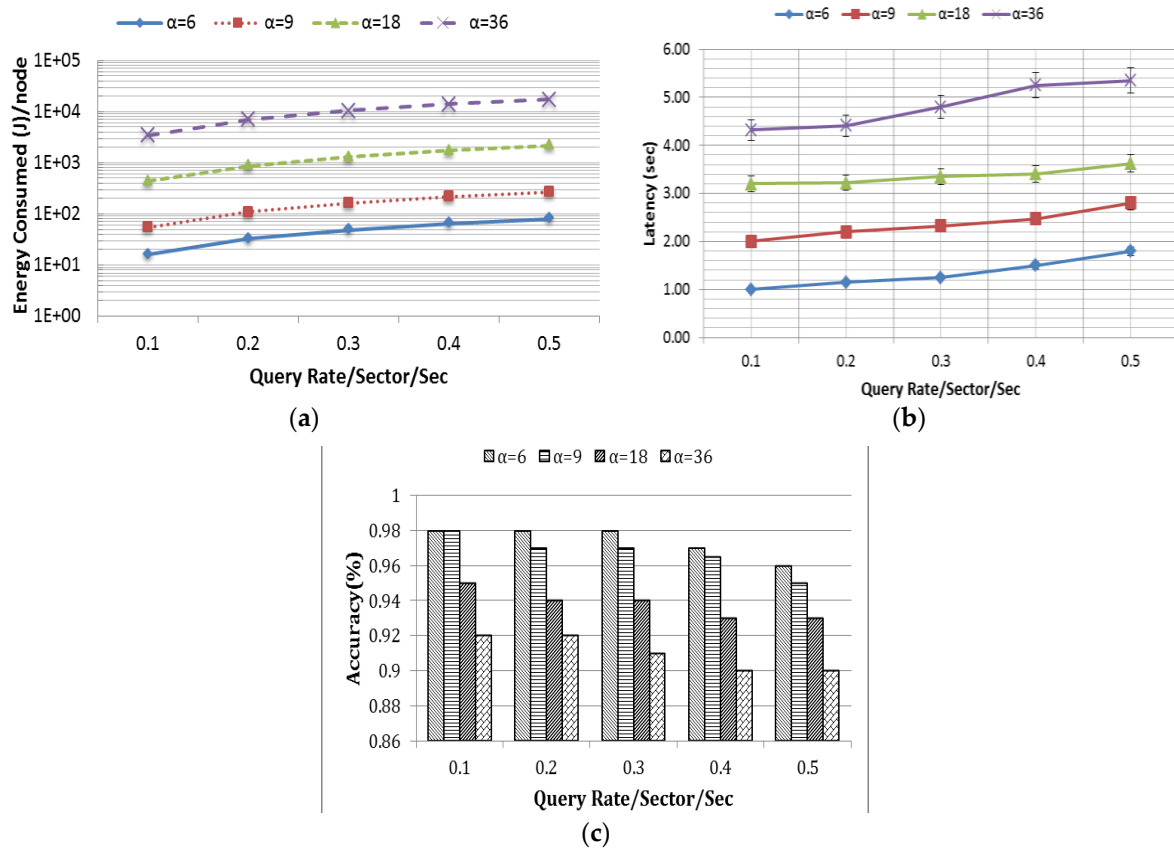 α=6 α=9 α=18 α=36
1E+05
1E+04
1E+03
1E+02
1E+01
1E+00
Energy Consumed (J)/node
0.1 0.2 0.3 0.4 0.5
Query Rate/Sector/Sec
(a)
α=6 α=9 α=18 α=36
6.00
5.00
4.00
3.00
2.00
1.00
0.00
Latency (sec)
0.1 0.2 0.3 0.4 0.5
Query Rate/Sector/Sec
(b)
α=6 α=9 α=18 α=36
1
0.98
0.96
0.94
0.92
0.9
0.88
0.86
Accuracy(%)
0.1 0.2 0.3 0.4 0.5
Query Rate/Sector/Sec
(c)